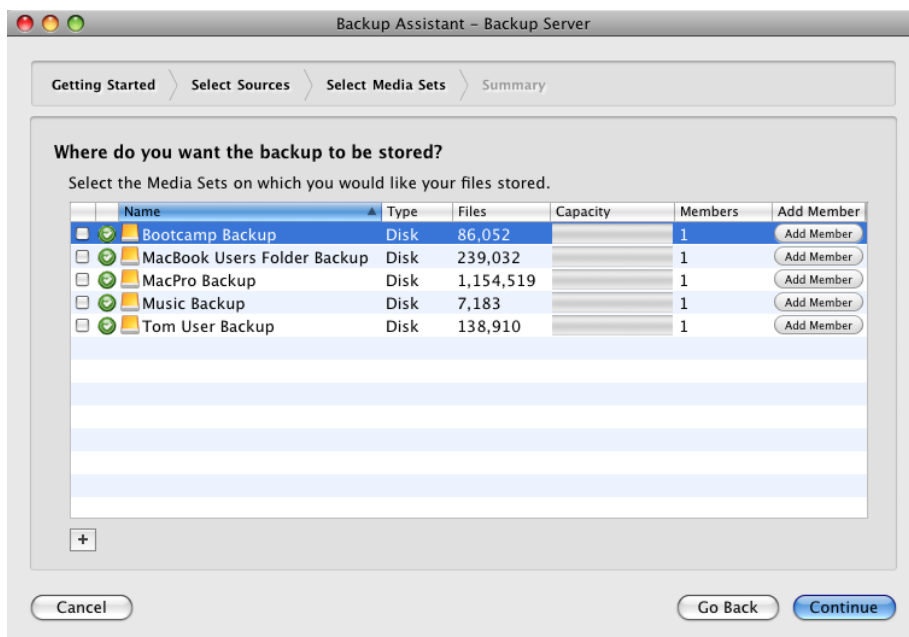 Backup Assistant – Backup Server
Getting Started Select Sources Select Media Sets Summary
Where do you want the backup to be stored?
Select the Media Sets on which you would like your files stored.
Name Type Files Capacity Members Add Member
Bootcamp Backup Disk 86,052 1 Add Member
MacBook Users Folder Backup Disk 239,032 1 Add Member
MacPro Backup Disk 1,154,519 1 Add Member
Music Backup Disk 7,183 1 Add Member
Tom User Backup Disk 138,910 1 Add Member
+
Cancel Go Back Continue